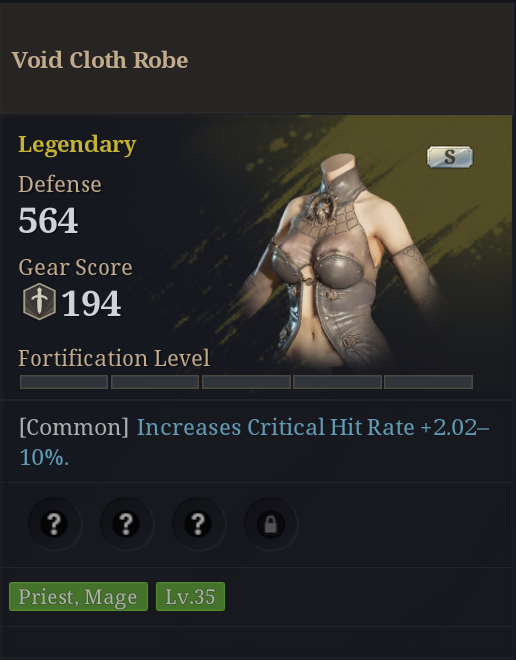 Void Cloth Robe
Legendary
S
Defense
564
Gear Score
194
Fortification Level
[Common] Increases Critical Hit Rate +2.02–
10%.
? ? ?
Priest, Mage Lv.35